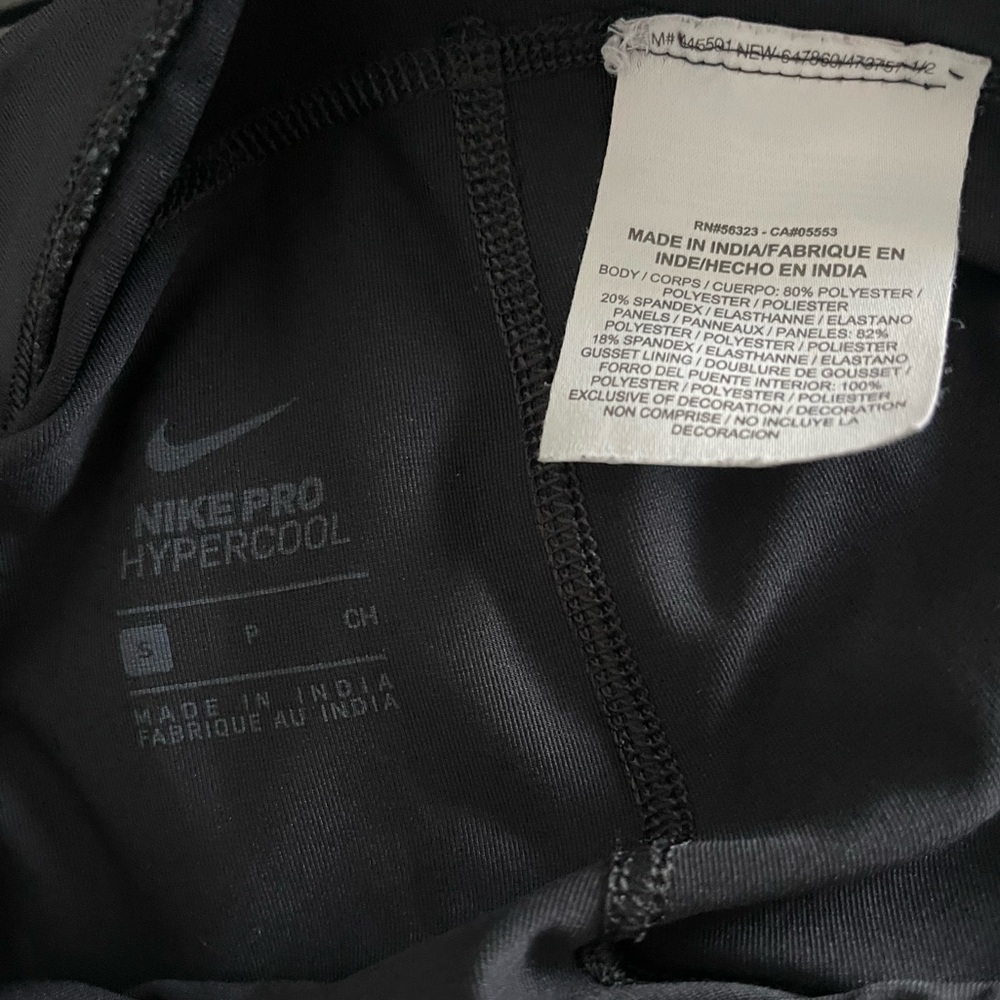 NEW
RN#56323 - CA#05553
MADE IN INDIA/FABRIQUE EN
INDE/HECHO EN INDIA
BODY / CORPS / CUERPO: 80% POLYESTER /
POLYESTER / POLIESTER
20% SPANDEX / ELASTHANNE / ELASTANO
PANELS / PANNEAUX / PANELES: 82%
POLYESTER / POLYESTER / POLIESTER
18% SPANDEX / ELASTHANNE / ELASTANO
GUSSET LINING / DOUBLURE DE GOUSSET /
FORRO DEL PUENTE INTERIOR: 100%
POLYESTER / POLYESTER / POLIESTER
EXCLUSIVE OF DECORATION / DECORATION
NON COMPRISE / NO INCLUYE LA
DECORACION
NIKE PRO
HYPERCOOL
S P CH
MADE IN INDIA
FABRIQUE AU INDIA